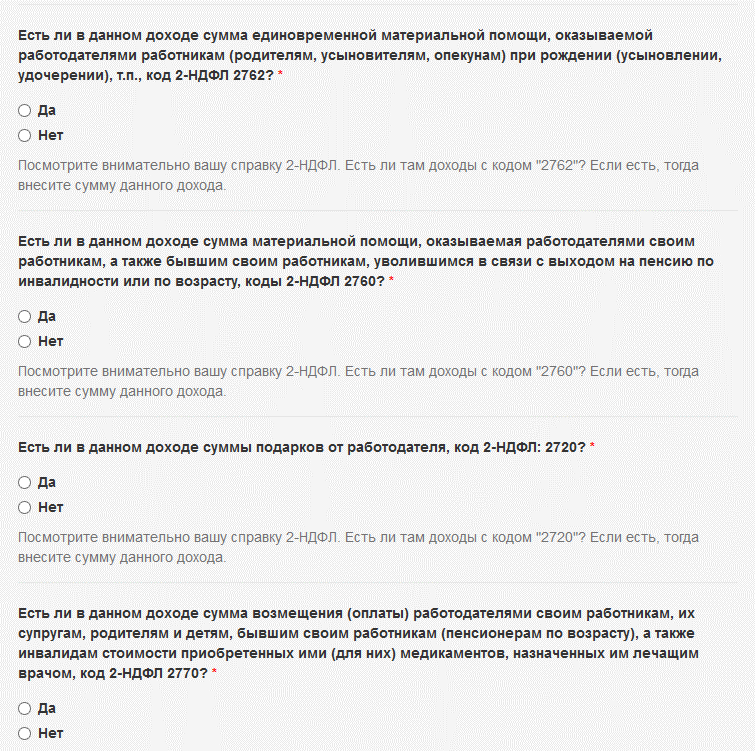 Есть ли в данном доходе сумма единовременной материальной помощи, оказываемой
работодателями работникам (родителям, усыновителям, опекунам) при рождении (усыновлении,
удочерении), т.п., код 2-НДФЛ 2762? *
Да
Нет
Посмотрите внимательно вашу справку 2-НДФЛ. Есть ли там доходы с кодом "2762"? Если есть, тогда
внесите сумму данного дохода.
Есть ли в данном доходе сумма материальной помощи, оказываемая работодателями своим
работникам, а также бывшим своим работникам, уволившимся в связи с выходом на пенсию по
инвалидности или по возрасту, коды 2-НДФЛ 2760? *
Да
Нет
Посмотрите внимательно вашу справку 2-НДФЛ. Есть ли там доходы с кодом "2760"? Если есть, тогда
внесите сумму данного дохода.
Есть ли в данном доходе суммы подарков от работодателя, код 2-НДФЛ: 2720? *
Да
Нет
Посмотрите внимательно вашу справку 2-НДФЛ. Есть ли там доходы с кодом "2720"? Если есть, тогда
внесите сумму данного дохода.
Есть ли в данном доходе сумма возмещения (оплаты) работодателями своим работникам, их
супругам, родителям и детям, бывшим своим работникам (пенсионерам по возрасту), а также
инвалидам стоимости приобретенных ими (для них) медикаментов, назначенных им лечащим
врачом, код 2-НДФЛ 2770? *
Да
Нет